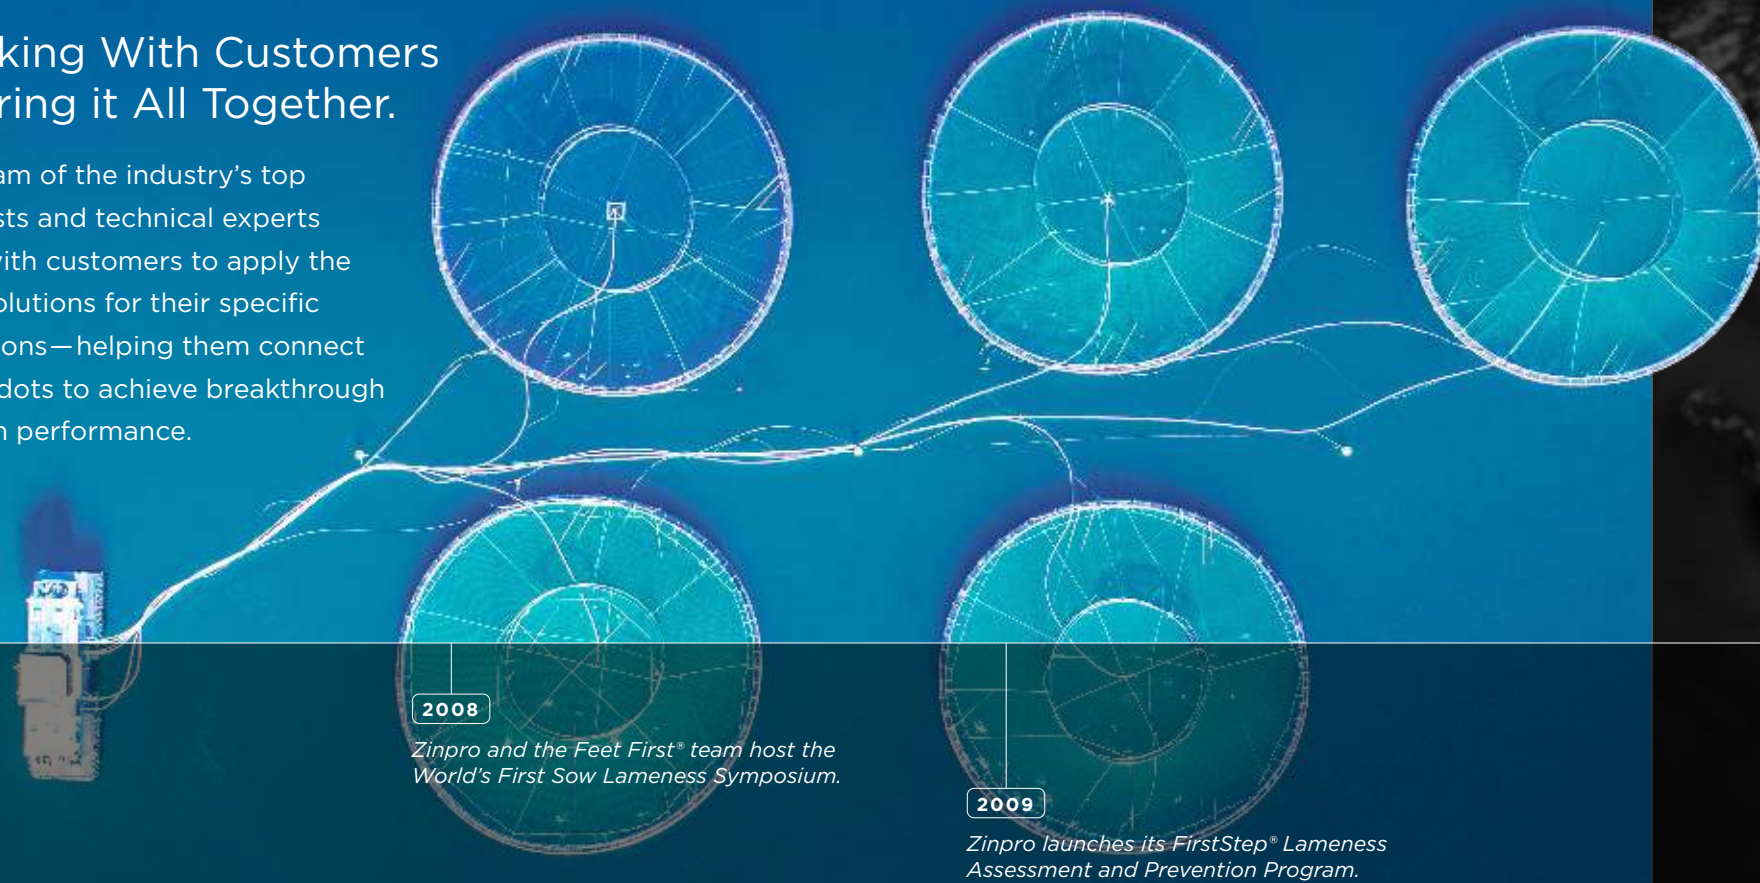 king With Customers
ring it All Together.
am of the industry's top
sts and technical experts
with customers to apply the
olutions for their specific
ons—helping them connect
dots to achieve breakthrough
n performance.
2008
Zinpro and the Feet First® team host the
World's First Sow Lameness Symposium.
2009
Zinpro launches its FirstStep® Lameness
Assessment and Prevention Program.